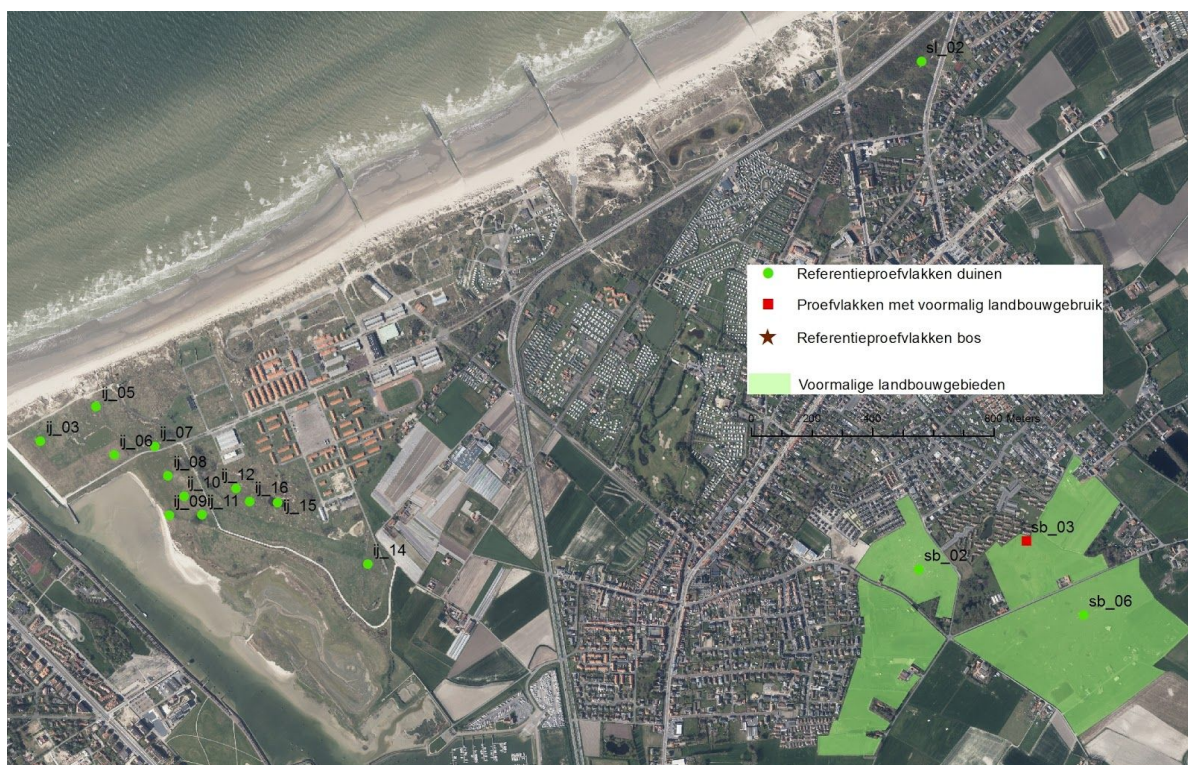 sl_02
Referentieproefvlakken duinen
Proefvlakken met voormalig landbouwgebruik
Referentieproefvlakken bos
Voormalige landbouwgebieden
0 200 400 800 Meters
ij_05
ij_03
ij_06
ij_07
ij_08
ij_10
ij_12
ij_16
ij_09
ij_11
ij_15
ij_14
sb_03
sb_02
sb_06